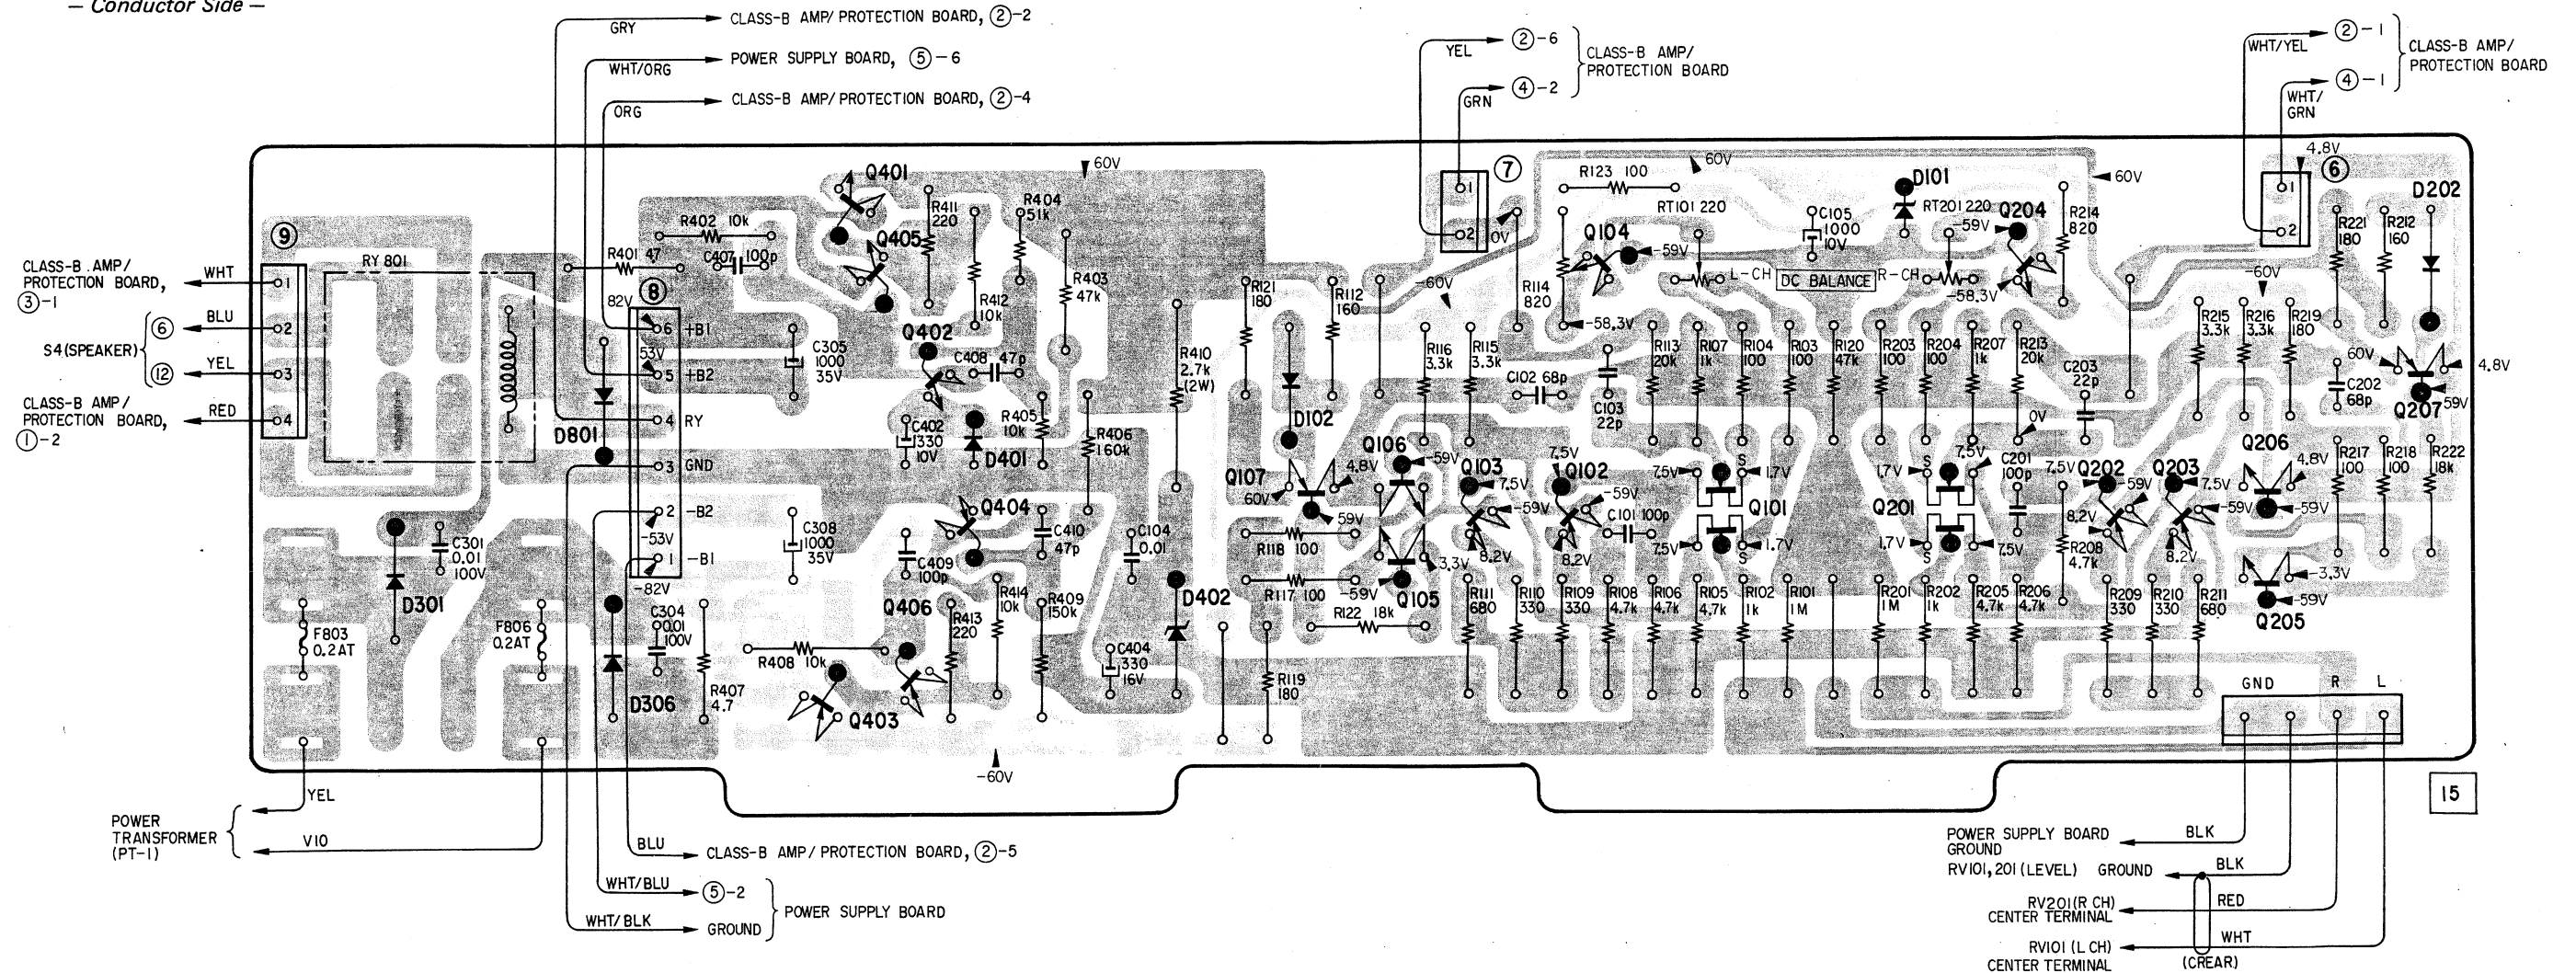 — Conductor Side —
GRY
CLASS-B AMP/ PROTECTION BOARD, ②-2
WHT/ORG
POWER SUPPLY BOARD, ⑤-6
ORG
CLASS-B AMP/ PROTECTION BOARD, ②-4
YEL
②-6
GRN
④-2
CLASS-B AMP/
PROTECTION BOARD
WHT/YEL
②-1
WHT/
GRN
④-1
CLASS-B AMP/
PROTECTION BOARD
⑨
CLASS-B AMP/
PROTECTION BOARD,
③-1
WHT
1
⑥
BLU
2
S4(SPEAKER)
⑫
YEL
3
CLASS-B AMP/
PROTECTION BOARD,
①-2
RED
4
RY 801
D801
R402 10k
R401 47
C407 100p
⑧
82V
6 +B1
53V
5 +B2
4 RY
3 GND
2 -B2
-53V
1 -B1
-82V
Q401
Q405
R411
220
R404
51k
60V
R412
10k
R403
47k
Q402
C408 47p
C305
1000
35V
C402
330
10V
D401
R405
10k
R406
160k
R410
2.7k
(2W)
Q404
C308
1000
35V
C409
100p
C410
47p
C104
0.01
C301
0.01
100V
D301
F803
0.2AT
F806
0.2AT
D306
C304
0.01
100V
R407
4.7
R408 10k
Q406
Q403
R413
220
R414
10k
R409
150k
C404
330
16V
D402
-60V
R121
180
R112
160
D102
Q107
60V
4.8V
59V
R118 100
R117 100
R122 18k
R119
180
⑦
1
2
0V
-60V
R116
3.3k
R115
3.3k
Q106
-59V
Q105
-3.3V
-59V
Q103
7.5V
-59V
8.2V
Q102
7.5V
-59V
8.2V
C102 68p
C103
22p
C101 100p
R123 100
60V
Q104
-59V
R114
820
-58.3V
RT101 220
L-CH
DC BALANCE
R-CH
C105
1000
10V
D101
RT201 220
-59V
Q204
-58.3V
R214
820
60V
R113
20k
R107
1k
R104
100
R103
100
R120
47k
R203
100
R204
100
R207
1k
R213
20k
C203
22p
0V
7.5V
S
1.7V
Q101
7.5V
S
1.7V
Q201
1.7V
S
7.5V
1.7V
S
7.5V
C201
100p
7.5V
R208
4.7k
Q202
-59V
8.2V
Q203
7.5V
-59V
8.2V
R111
680
R110
330
R109
330
R108
4.7k
R106
4.7k
R105
4.7k
R102
1k
R101
1M
R201
1M
R202
1k
R205
4.7k
R206
4.7k
R209
330
R210
330
R211
680
4.8V
⑥
1
2
R221
180
R212
160
D202
-60V
R215
3.3k
R216
3.3k
R219
180
60V
C202
68p
4.8V
Q207
59V
Q206
4.8V
-59V
R217
100
R218
100
R222
18k
-3.3V
-59V
Q205
GND R L
15
YEL
POWER
TRANSFORMER
(PT-1)
V10
BLU
CLASS-B AMP/ PROTECTION BOARD, ②-5
WHT/BLU
⑤-2
POWER SUPPLY BOARD
WHT/BLK
GROUND
POWER SUPPLY BOARD
GROUND
BLK
RV101, 201 (LEVEL) GROUND
BLK
RV201(R CH)
CENTER TERMINAL
RED
RV101 (L CH)
CENTER TERMINAL
WHT
(CREAR)